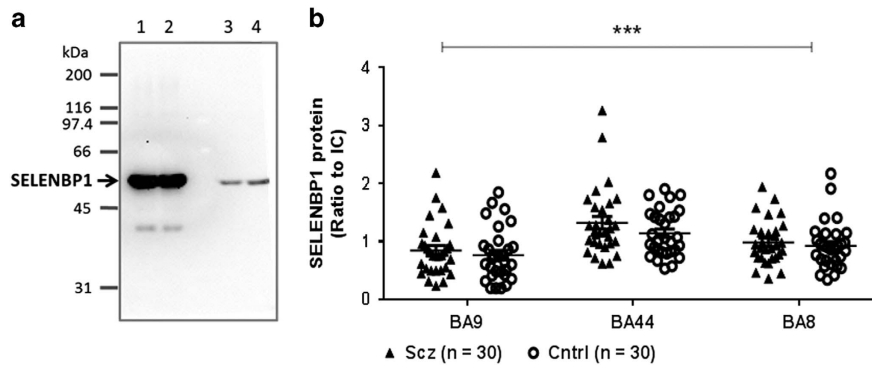 a
1 2 3 4
kDa
200
116
97.4
66
SELENBP1
45
31
b
***
SELENBP1 protein
(Ratio to IC)
4
3
2
1
0
BA9 BA44 BA8
Scz (n = 30) Cntrl (n = 30)